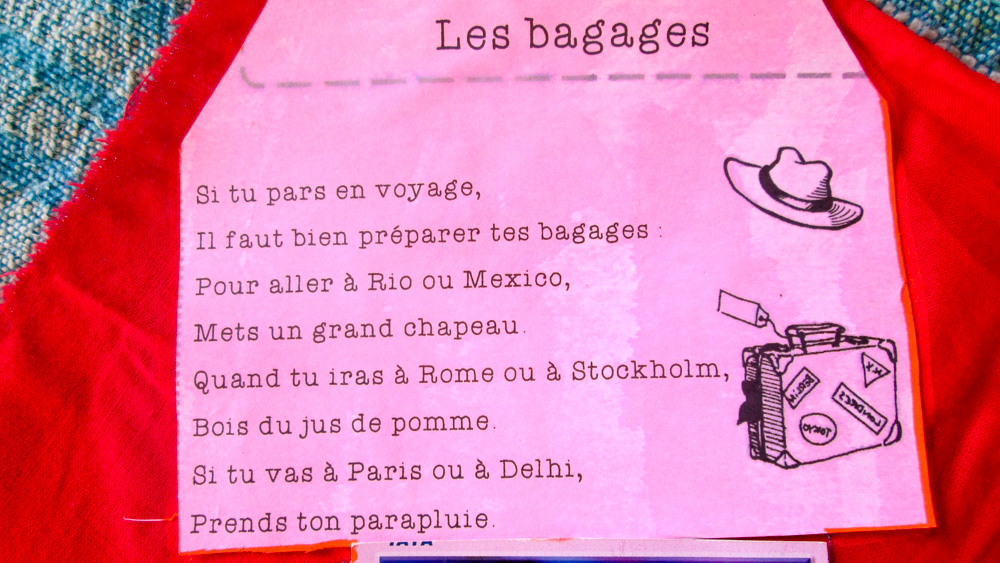 Les bagages
Si tu pars en voyage,
Il faut bien préparer tes bagages :
Pour aller à Rio ou Mexico,
Mets un grand chapeau.
Quand tu iras à Rome ou à Stockholm,
Bois du jus de pomme.
Si tu vas à Paris ou à Delhi,
Prends ton parapluie.
TOKYO
LONDRES